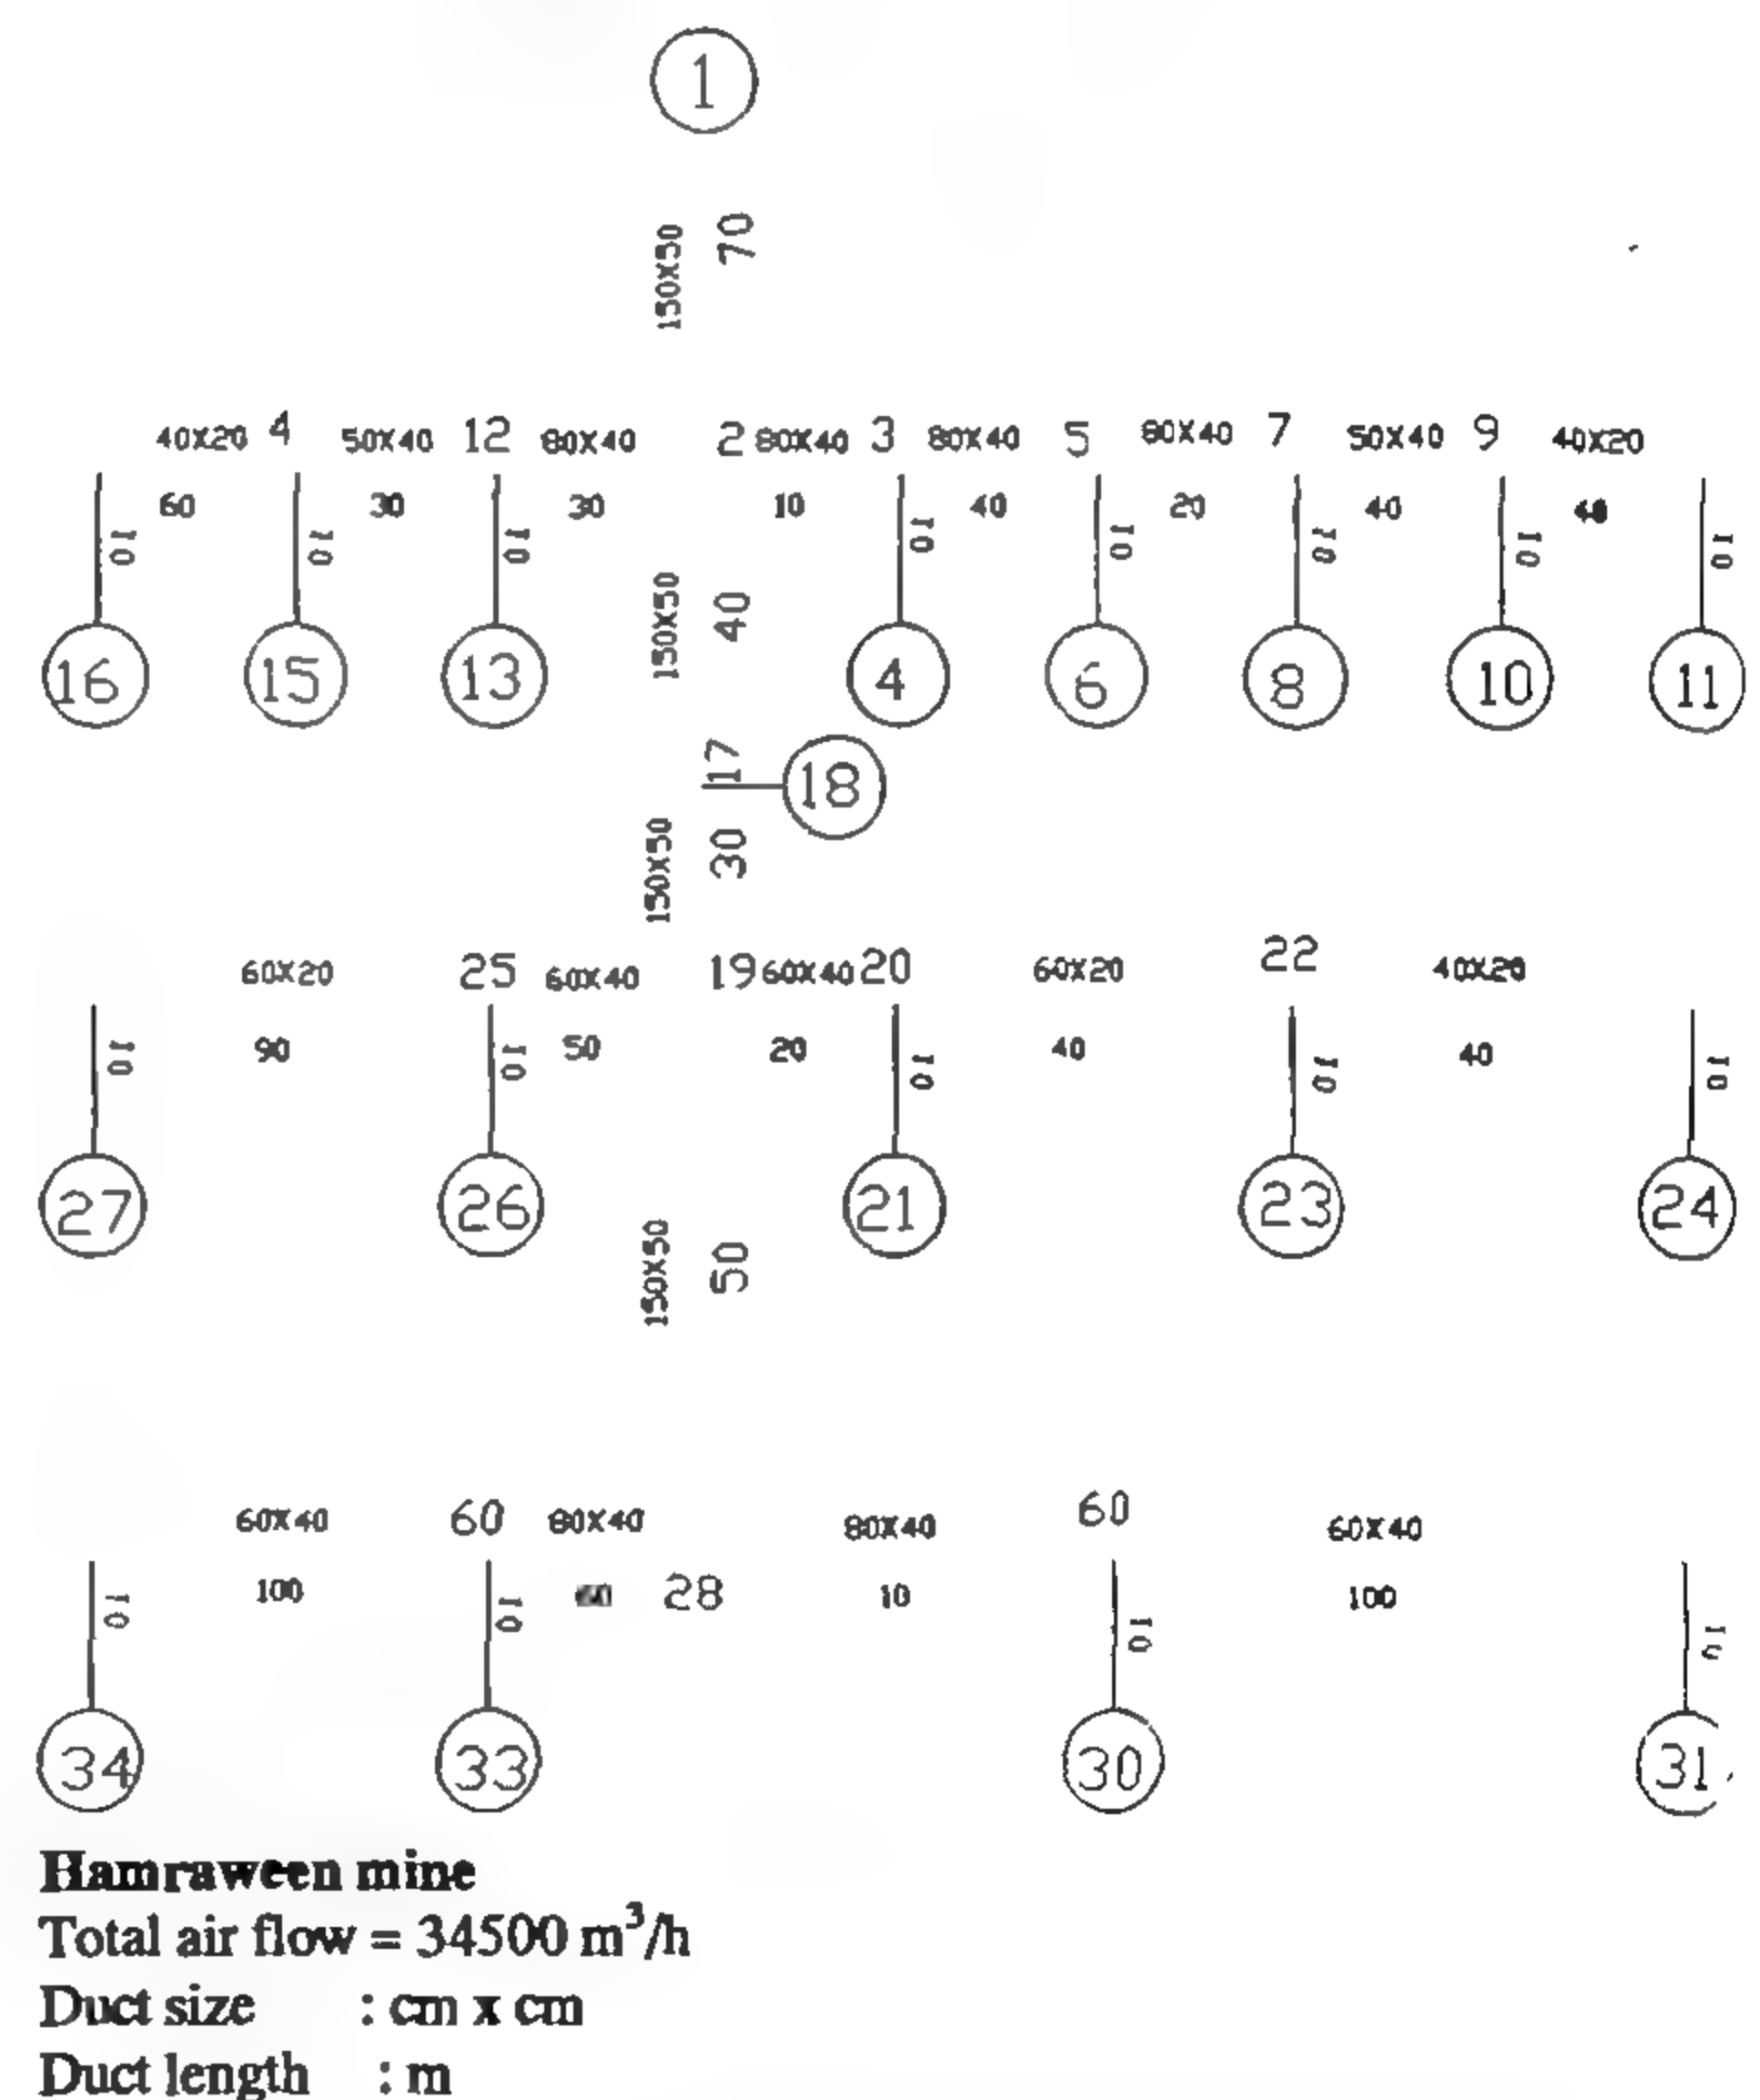 1
150X50 70
40X20 4 50X40 12 80X40 2 80X40 3 80X40 5 80X40 7 50X40 9 40X20
60 30 30 10 40 20 40 40
10 10 10 10 10 10 10 10
150X50 40
16 15 13 4 6 8 10 11
17 18
150X50 30
60X20 25 60X40 19 60X40 20 60X20 22 40X20
90 50 20 40 40
10 10 10 10 10
27 26 21 23 24
150X50 50
60X40 60 80X40 80X40 60 60X40
100 28 10 100
10 10 10
34 33 30 31
Hamraween mine
Total air flow = 34500 m³/h
Duct size : cm x cm
Duct length : m